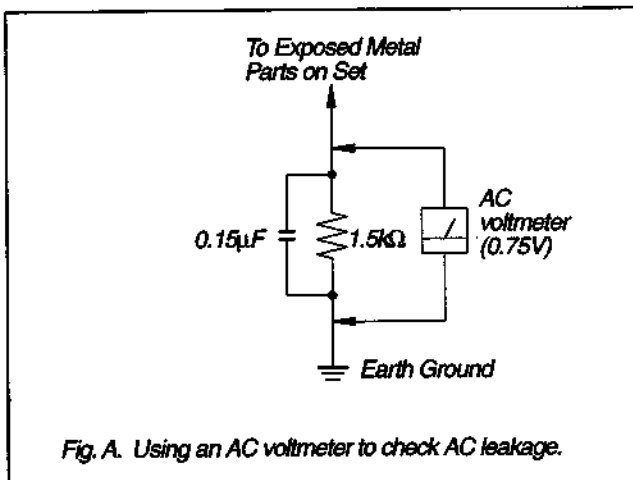 To Exposed Metal
Parts on Set
0.15µF
1.5kΩ
AC
voltmeter
(0.75V)
Earth Ground
Fig. A. Using an AC voltmeter to check AC leakage.